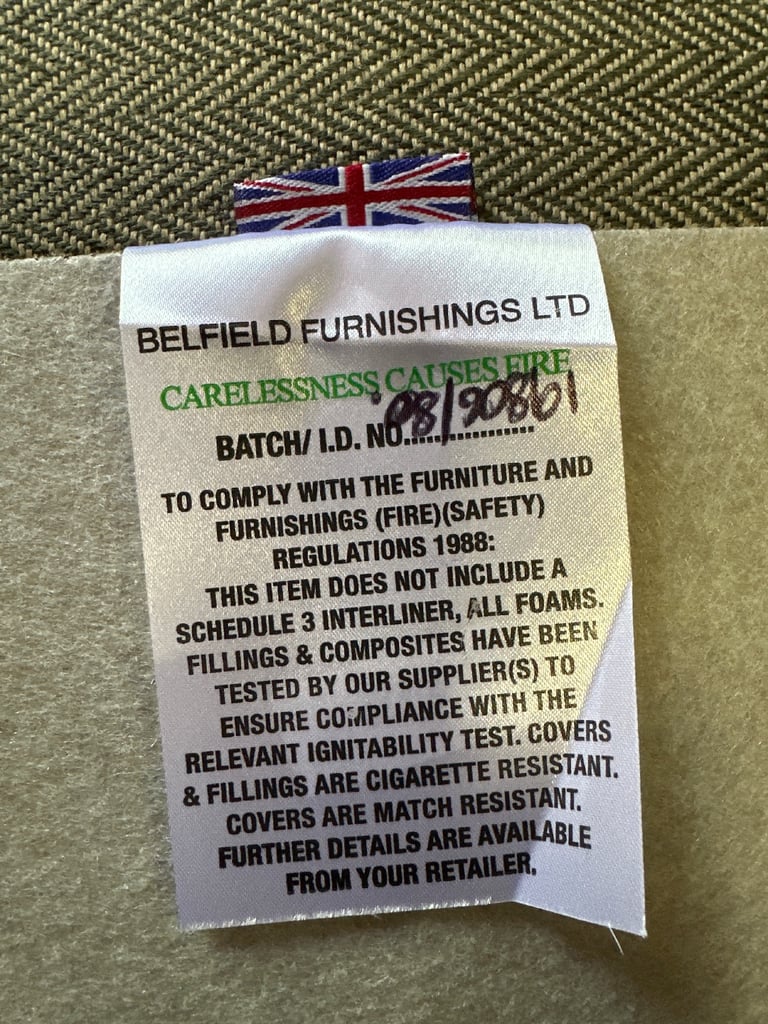 BELFIELD FURNISHINGS LTD
CARELESSNESS CAUSES FIRE
BATCH/ I.D. NO. 08/20861
TO COMPLY WITH THE FURNITURE AND
FURNISHINGS (FIRE)(SAFETY)
REGULATIONS 1988:
THIS ITEM DOES NOT INCLUDE A
SCHEDULE 3 INTERLINER, ALL FOAMS.
FILLINGS & COMPOSITES HAVE BEEN
TESTED BY OUR SUPPLIER(S) TO
ENSURE COMPLIANCE WITH THE
RELEVANT IGNITABILITY TEST. COVERS
& FILLINGS ARE CIGARETTE RESISTANT.
COVERS ARE MATCH RESISTANT.
FURTHER DETAILS ARE AVAILABLE
FROM YOUR RETAILER.